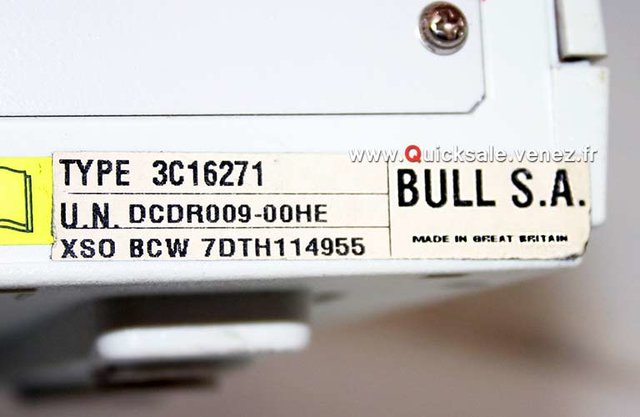 www.Quicksale.venez.fr
TYPE 3C16271
U.N. DCDR009-00HE
XSO BCW 7DTH114955
BULL S.A.
MADE IN GREAT BRITAIN